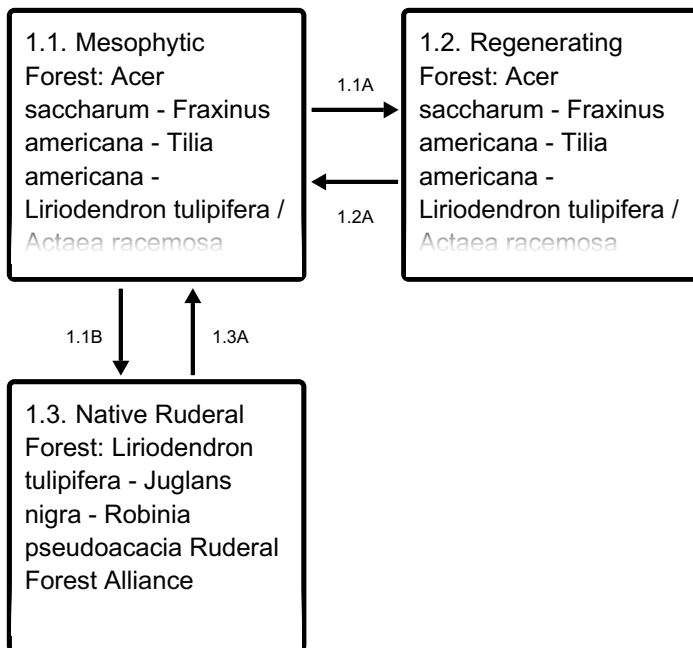 1.1. Mesophytic
Forest: Acer
saccharum - Fraxinus
americana - Tilia
americana -
Liriodendron tulipifera /
Actaea racemosa
1.1A
1.2A
1.2. Regenerating
Forest: Acer
saccharum - Fraxinus
americana - Tilia
americana -
Liriodendron tulipifera /
Actaea racemosa
1.1B
1.3A
1.3. Native Ruderal
Forest: Liriodendron
tulipifera - Juglans
nigra - Robinia
pseudoacacia Ruderal
Forest Alliance